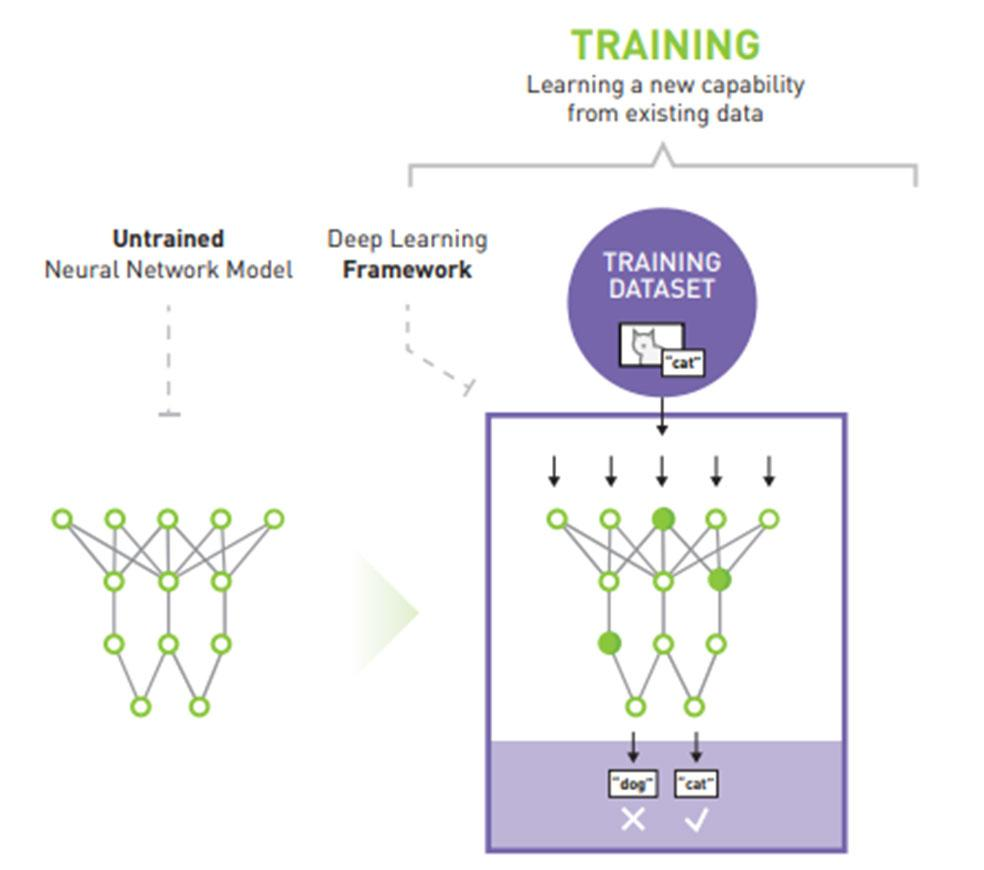 TRAINING
Learning a new capability
from existing data
Untrained
Neural Network Model
Deep Learning
Framework
TRAINING
DATASET
"cat"
"dog" "cat"